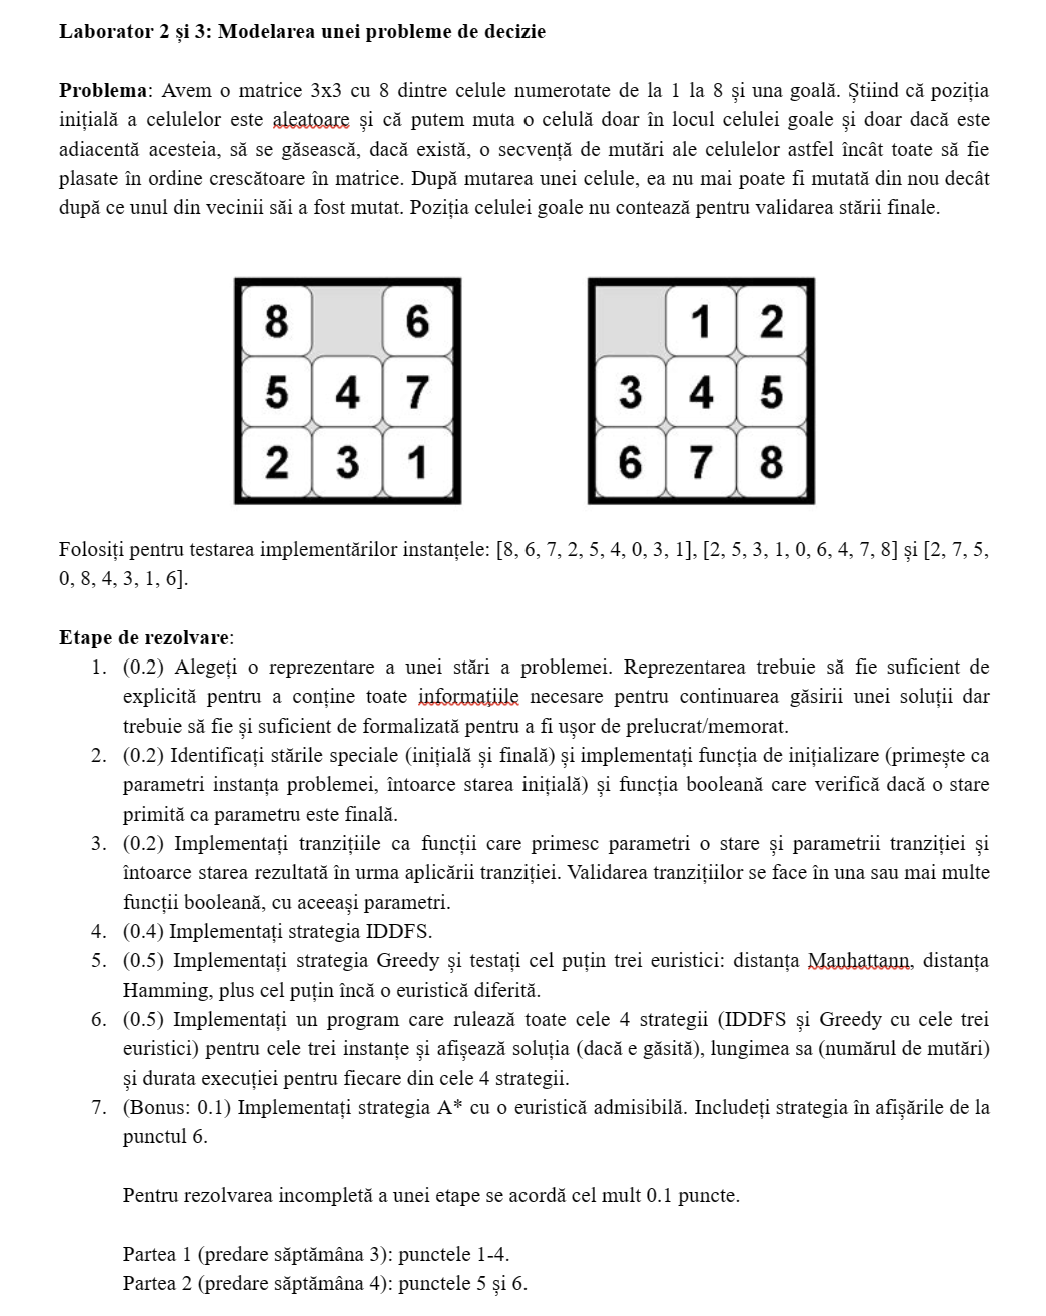 Laborator 2 și 3: Modelarea unei probleme de decizie
Problema: Avem o matrice 3x3 cu 8 dintre celule numerotate de la 1 la 8 și una goală. Știind că poziția
inițială a celulelor este aleatoare și că putem muta o celulă doar în locul celulei goale și doar dacă este
adiacentă acesteia, să se găsească, dacă există, o secvență de mutări ale celulelor astfel încât toate să fie
plasate în ordine crescătoare în matrice. După mutarea unei celule, ea nu mai poate fi mutată din nou decât
după ce unul din vecinii săi a fost mutat. Poziția celulei goale nu contează pentru validarea stării finale.
8 6
5 4 7
2 3 1
1 2
3 4 5
6 7 8
Folosiți pentru testarea implementărilor instanțele: [8, 6, 7, 2, 5, 4, 0, 3, 1], [2, 5, 3, 1, 0, 6, 4, 7, 8] și [2, 7, 5,
0, 8, 4, 3, 1, 6].
Etape de rezolvare:
1. (0.2) Alegeți o reprezentare a unei stări a problemei. Reprezentarea trebuie să fie suficient de
explicită pentru a conține toate informațiile necesare pentru continuarea găsirii unei soluții dar
trebuie să fie și suficient de formalizată pentru a fi ușor de prelucrat/memorat.
2. (0.2) Identificați stările speciale (inițială și finală) și implementați funcția de inițializare (primește ca
parametri instanța problemei, întoarce starea inițială) și funcția booleană care verifică dacă o stare
primită ca parametru este finală.
3. (0.2) Implementați tranzițiile ca funcții care primesc parametri o stare și parametrii tranziției și
întoarce starea rezultată în urma aplicării tranziției. Validarea tranzițiilor se face în una sau mai multe
funcții booleană, cu aceeași parametri.
4. (0.4) Implementați strategia IDDFS.
5. (0.5) Implementați strategia Greedy și testați cel puțin trei euristici: distanța Manhattann, distanța
Hamming, plus cel puțin încă o euristică diferită.
6. (0.5) Implementați un program care rulează toate cele 4 strategii (IDDFS și Greedy cu cele trei
euristici) pentru cele trei instanțe și afișează soluția (dacă e găsită), lungimea sa (numărul de mutări)
și durata execuției pentru fiecare din cele 4 strategii.
7. (Bonus: 0.1) Implementați strategia A* cu o euristică admisibilă. Includeți strategia în afișările de la
punctul 6.
Pentru rezolvarea incompletă a unei etape se acordă cel mult 0.1 puncte.
Partea 1 (predare săptămâna 3): punctele 1-4.
Partea 2 (predare săptămâna 4): punctele 5 și 6.